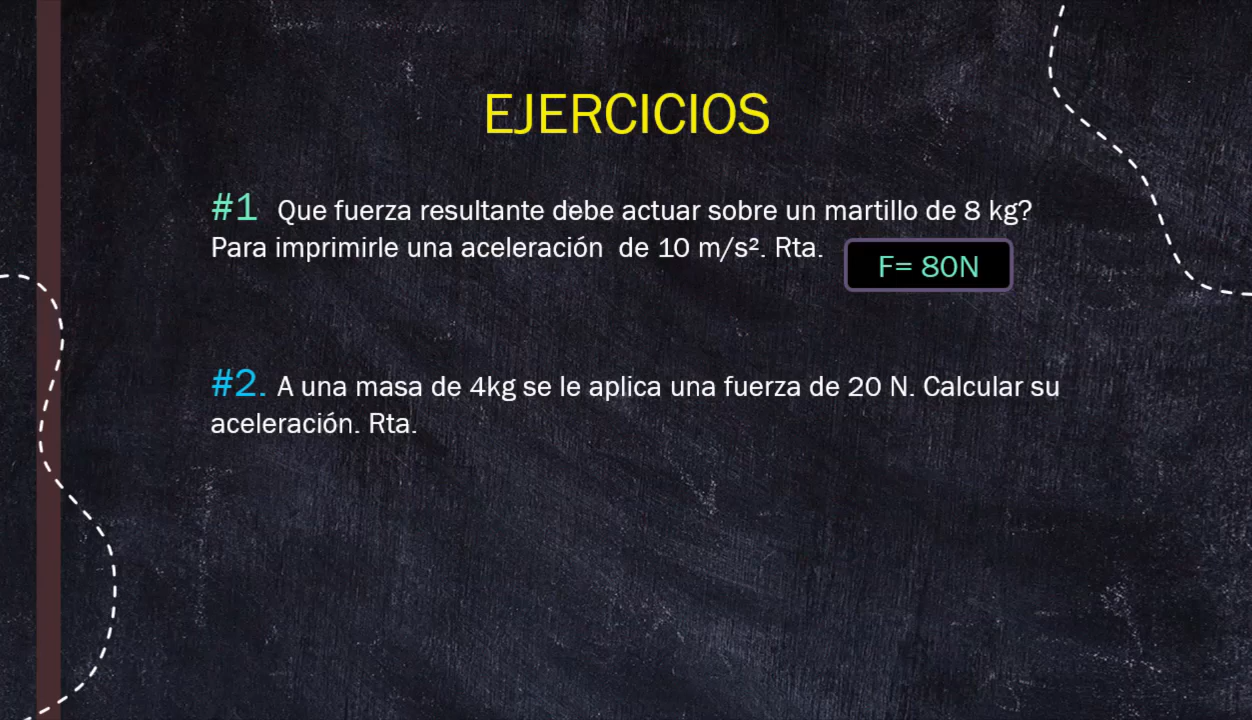 EJERCICIOS
#1 Que fuerza resultante debe actuar sobre un martillo de 8 kg?
Para imprimirle una aceleración de 10 m/s². Rta.
F= 80N
#2. A una masa de 4kg se le aplica una fuerza de 20 N. Calcular su
aceleración. Rta.